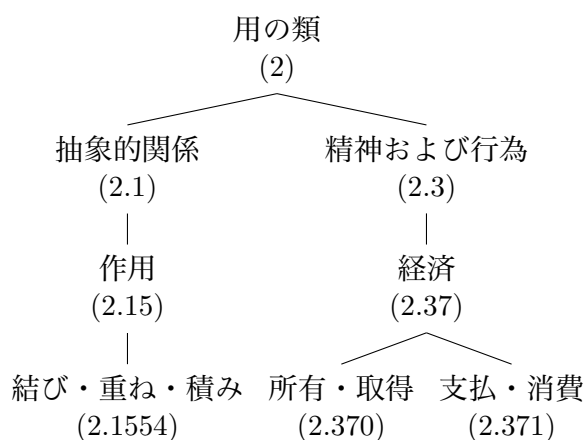 用の類
(2)
抽象的関係 精神および行為
(2.1) (2.3)
作用 経済
(2.15) (2.37)
結び・重ね・積み 所有・取得 支払・消費
(2.1554) (2.370) (2.371)